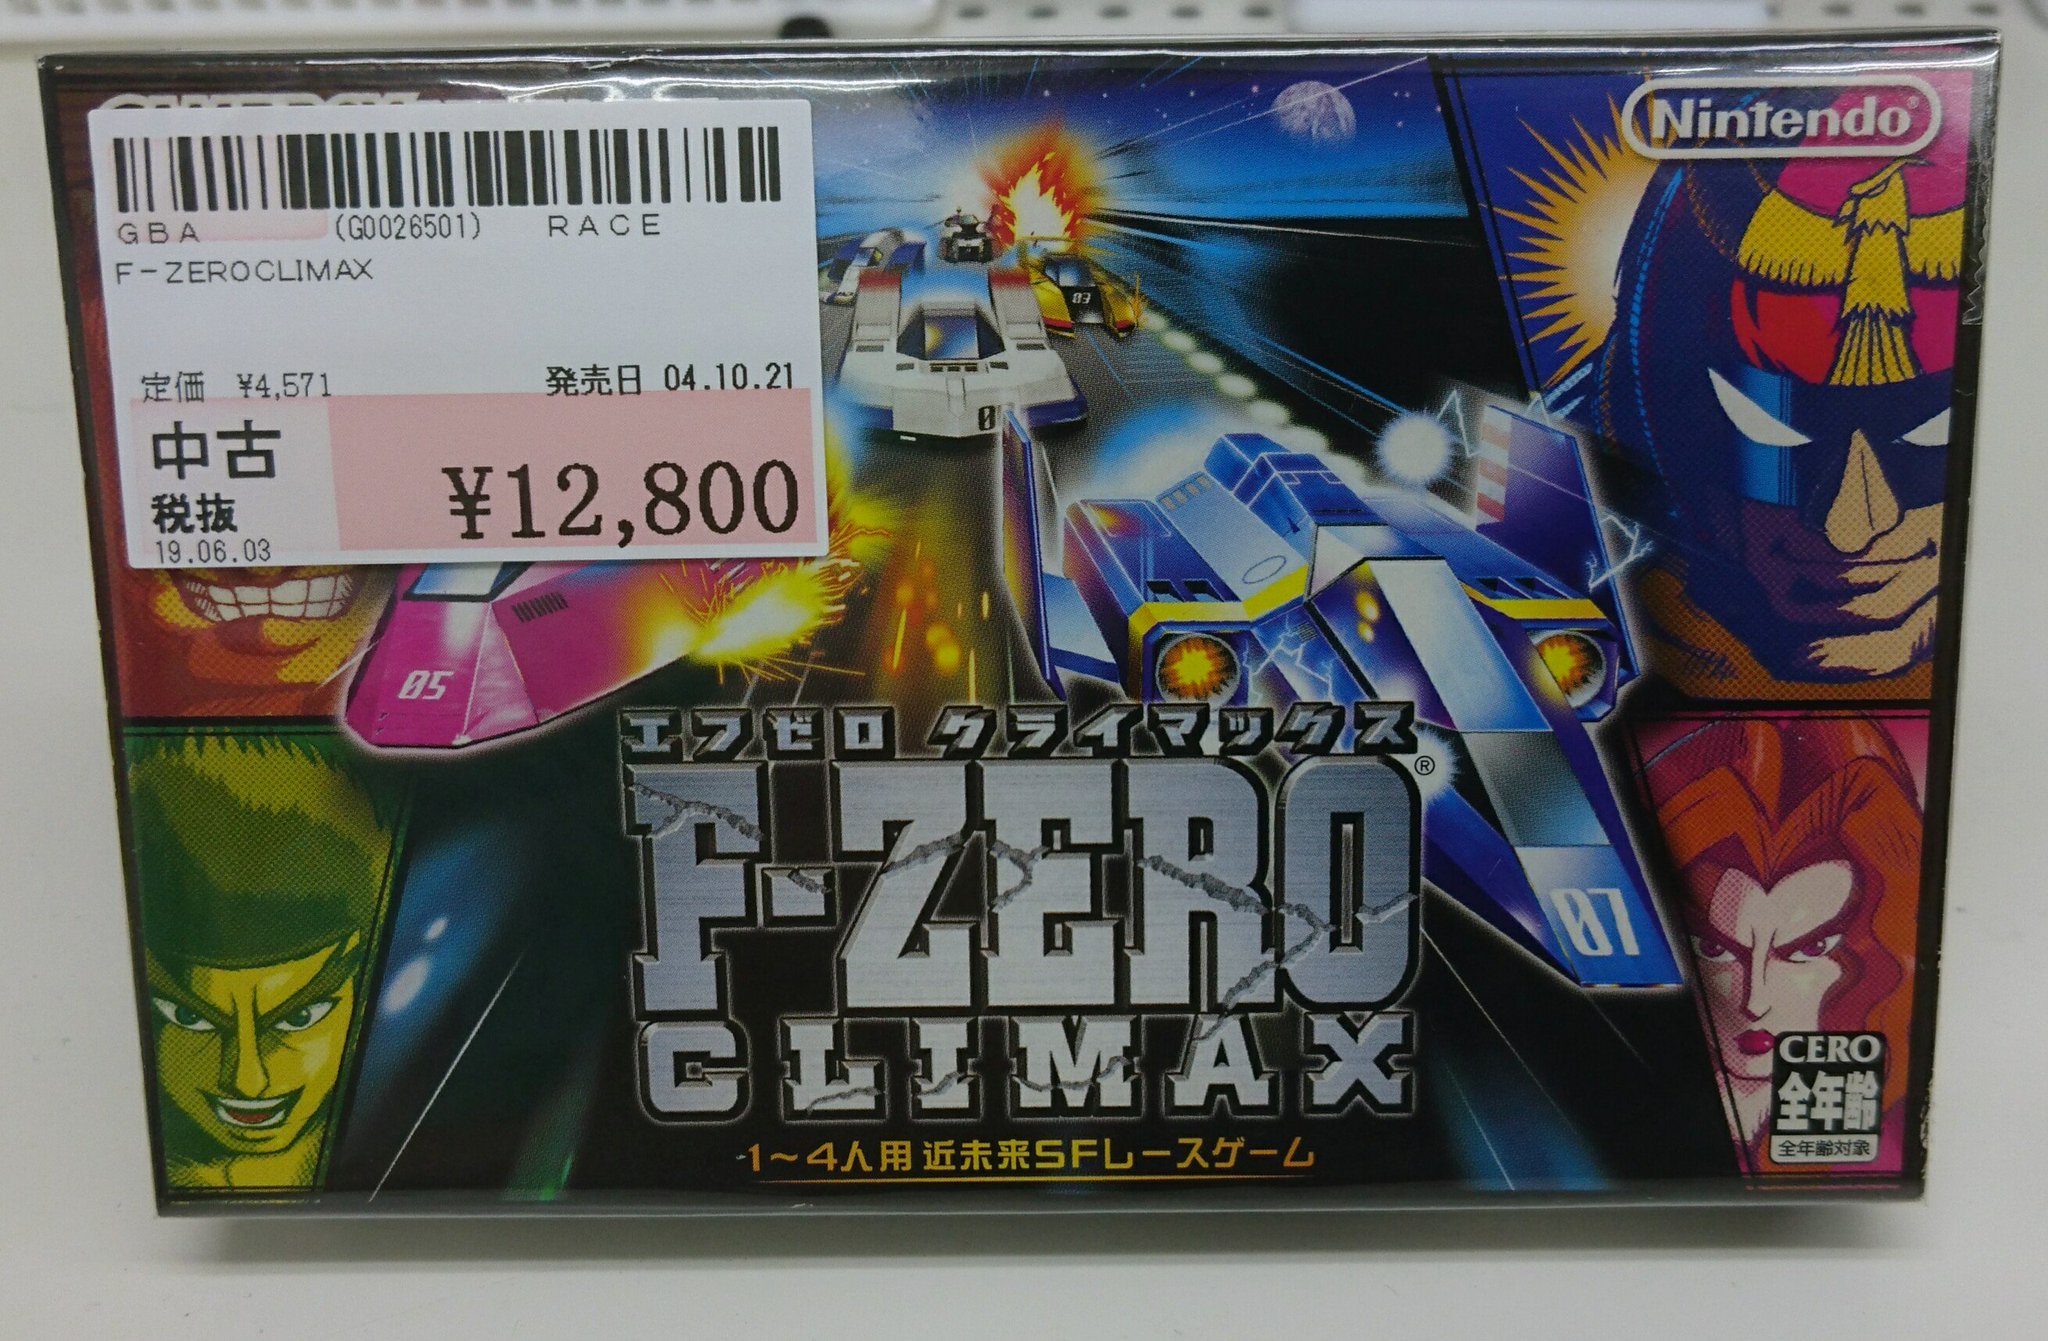 Nintendo®
GBA (G0026501) RACE
F-ZEROCLIMAX
定価 ¥4,571 発売日 04.10.21
中古
税抜
¥12,800
19.06.03
03
05
エフゼロ クライマックス
F-ZERO®
CLIMAX
07
1〜4人用 近未来SFレースゲーム
CERO
全年齢
全年齢対象